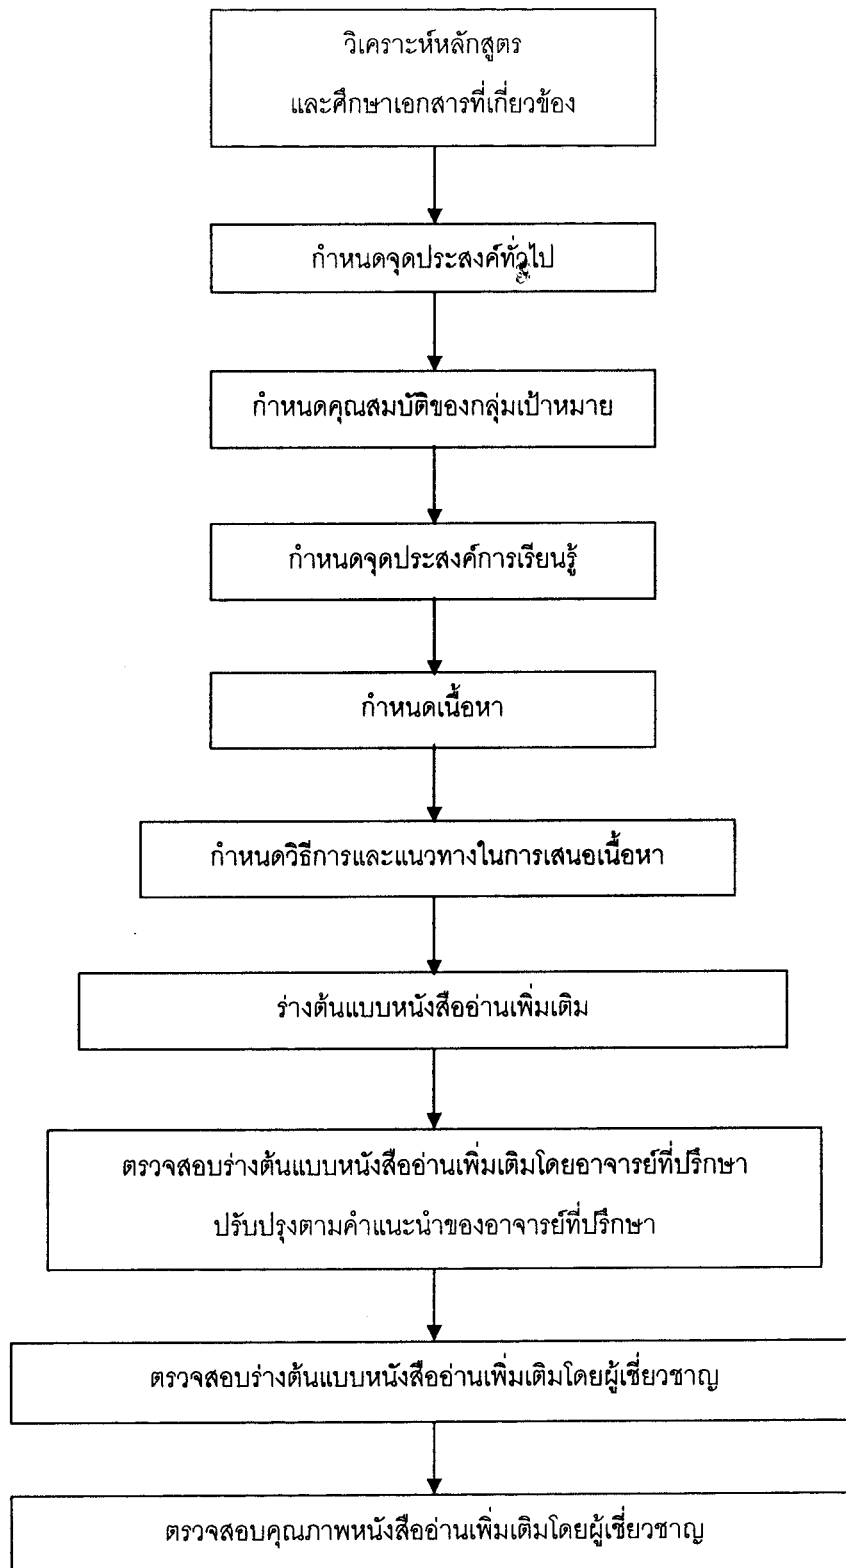 วิเคราะห์หลักสูตร
และศึกษาเอกสารที่เกี่ยวข้อง
กำหนดจุดประสงค์ทั่วไป
กำหนดคุณสมบัติของกลุ่มเป้าหมาย
กำหนดจุดประสงค์การเรียนรู้
กำหนดเนื้อหา
กำหนดวิธีการและแนวทางในการเสนอเนื้อหา
ร่างต้นแบบหนังสืออ่านเพิ่มเติม
ตรวจสอบร่างต้นแบบหนังสืออ่านเพิ่มเติมโดยอาจารย์ที่ปรึกษา
ปรับปรุงตามคำแนะนำของอาจารย์ที่ปรึกษา
ตรวจสอบร่างต้นแบบหนังสืออ่านเพิ่มเติมโดยผู้เชี่ยวชาญ
ตรวจสอบคุณภาพหนังสืออ่านเพิ่มเติมโดยผู้เชี่ยวชาญ